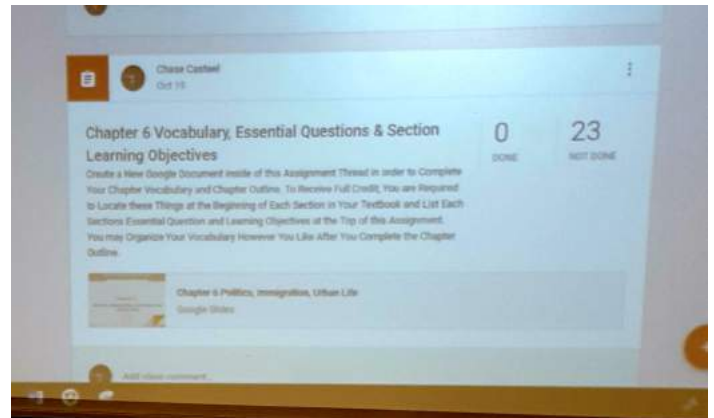 Chase Casteel
Oct 19
Chapter 6 Vocabulary, Essential Questions & Section
Learning Objectives
0
DONE
23
NOT DONE
Create a New Google Document inside of this Assignment Thread in order to Complete
Your Chapter Vocabulary and Chapter Outline. To Receive Full Credit, You are Required
to Locate these Things at the Beginning of Each Section in Your Textbook and List Each
Sections Essential Question and Learning Objectives at the Top of this Assignment.
You may Organize Your Vocabulary However You Like After You Complete the Chapter
Outline.
Chapter 6 Politics, Immigration, Urban Life
Google Slides
Add class comment...